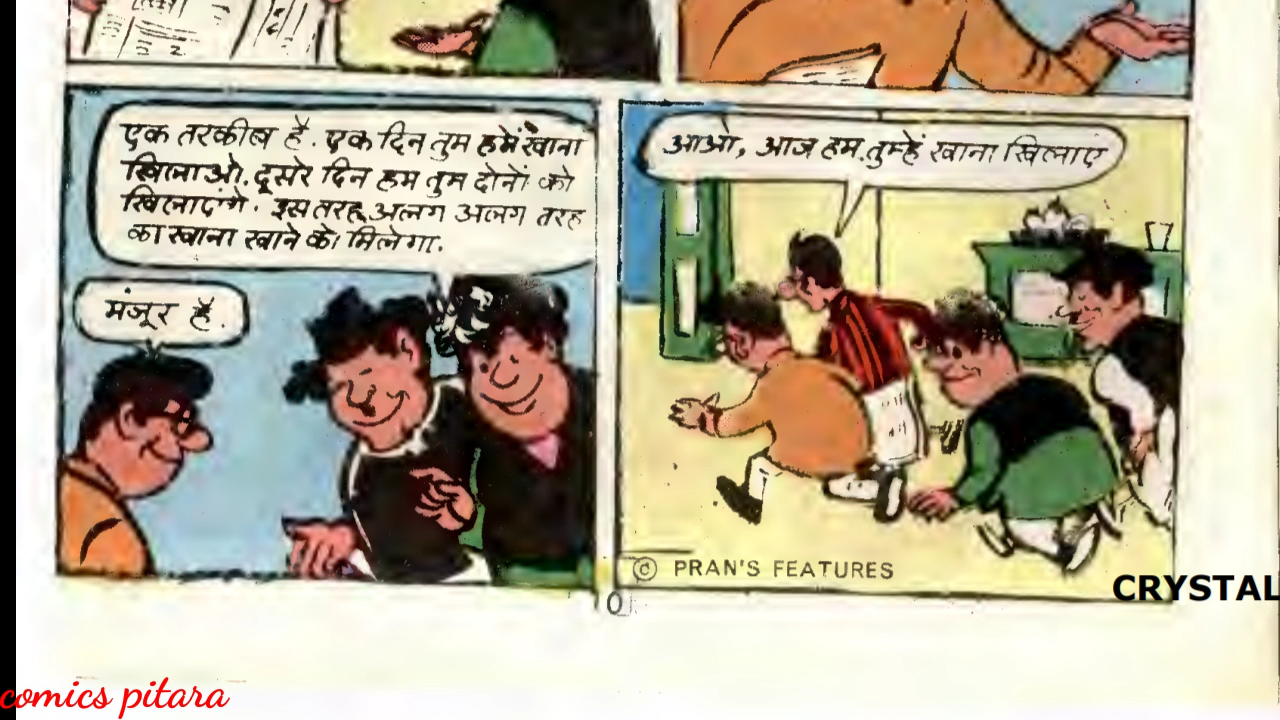 एक तरकीब है. एक दिन तुम हमें खाना
खिलाओ. दूसरे दिन हम तुम दोनों को
खिलाएंगे. इस तरह अलग अलग तरह
का खाना खाने को मिलेगा.
मंजूर है.
आओ, आज हम तुम्हें खाना खिलाए
© PRAN'S FEATURES
CRYSTAL
comics pitara